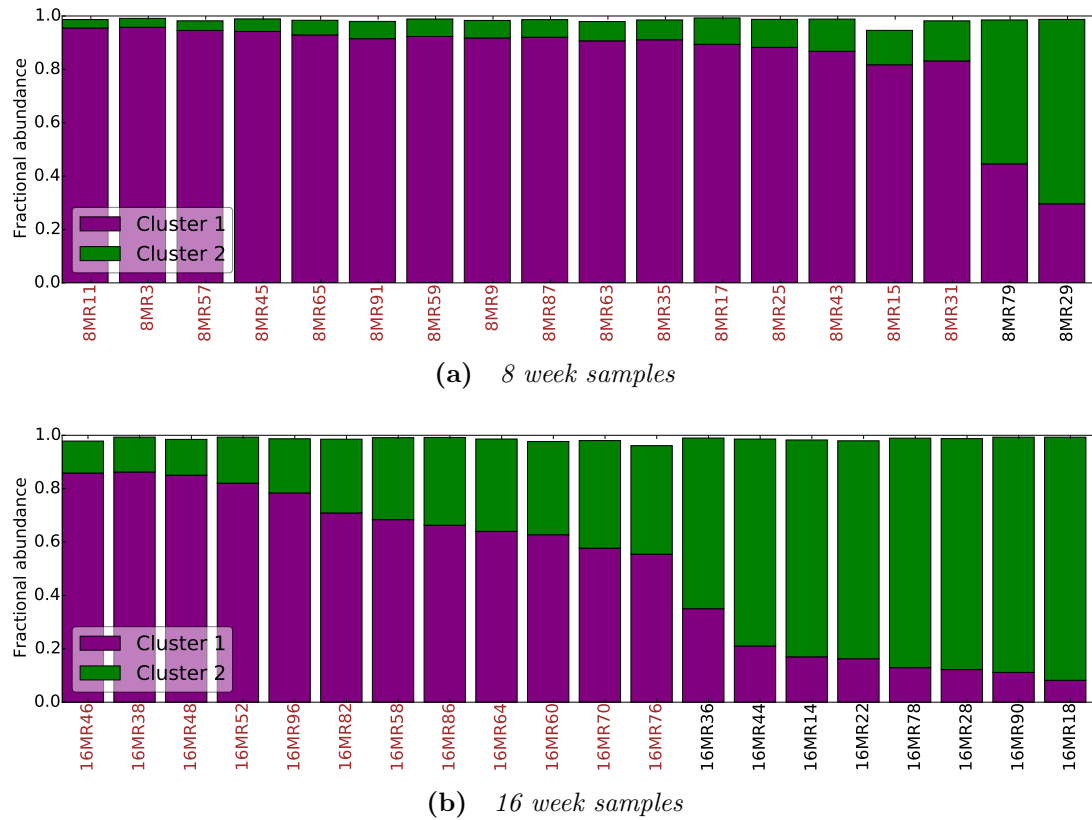 1.0
0.8
0.6
0.4
0.2
0.0
Fractional abundance
Cluster 1
Cluster 2
8MR11 8MR3 8MR57 8MR45 8MR65 8MR91 8MR59 8MR9 8MR87 8MR63 8MR35 8MR17 8MR25 8MR43 8MR15 8MR31 8MR79 8MR29
(a) 8 week samples
1.0
0.8
0.6
0.4
0.2
0.0
Fractional abundance
Cluster 1
Cluster 2
16MR46 16MR38 16MR48 16MR52 16MR96 16MR82 16MR58 16MR86 16MR64 16MR60 16MR70 16MR76 16MR36 16MR44 16MR14 16MR22 16MR78 16MR28 16MR90 16MR18
(b) 16 week samples